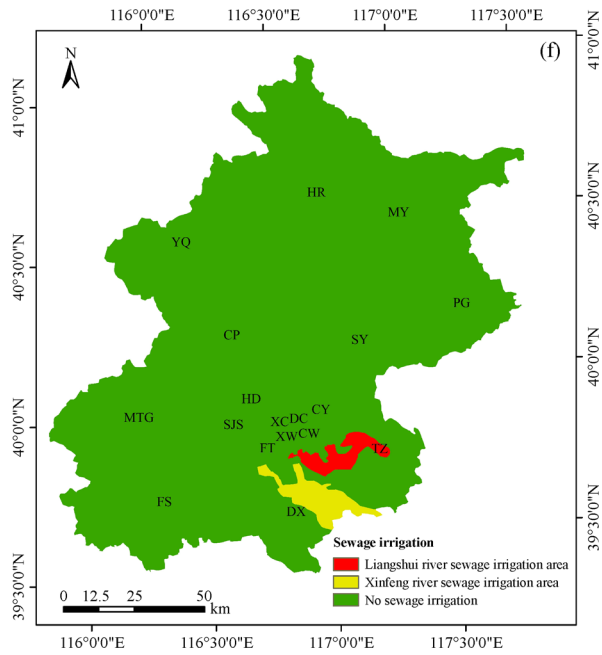 116°0'0"E 116°30'0"E 117°0'0"E 117°30'0"E
(f)
N
41°0'0"N
41°0'0"N
HR
MY
40°30'0"N
YQ
40°30'0"N
PG
CP
SY
40°0'0"N
HD
CY
MTG
XC DC
SJS
40°0'0"N
XW CW
FT
TZ
FS
DX
39°30'0"N
Sewage irrigation
Liangshui river sewage irrigation area
Xinfeng river sewage irrigation area
No sewage irrigation
39°30'0"N
0 12.5 25 50
km
116°0'0"E 116°30'0"E 117°0'0"E 117°30'0"E